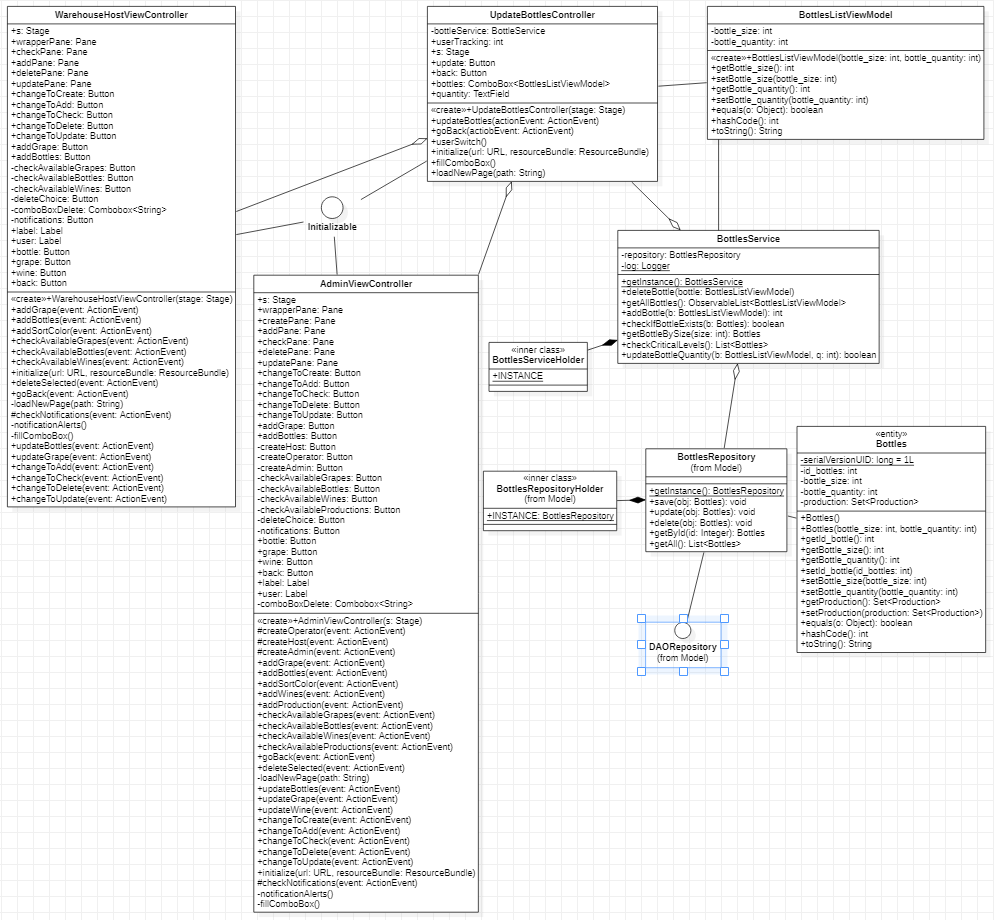 WarehouseHostViewController
+s: Stage
+wrapperPane: Pane
+checkPane: Pane
+addPane: Pane
+deletePane: Pane
+updatePane: Pane
+changeToCreate: Button
+changeToAdd: Button
+changeToCheck: Button
+changeToDelete: Button
+changeToUpdate: Button
+addGrape: Button
+addBottles: Button
-checkAvailableGrapes: Button
-checkAvailableBottles: Button
-checkAvailableWines: Button
-deleteChoice: Button
-comboBoxDelete: Combobox<String>
-notifications: Button
+label: Label
+user: Label
+bottle: Button
+grape: Button
+wine: Button
+back: Button
«create»+WarehouseHostViewController(stage: Stage)
+addGrape(event: ActionEvent)
+addBottles(event: ActionEvent)
+addSortColor(event: ActionEvent)
+checkAvailableGrapes(event: ActionEvent)
+checkAvailableBottles(event: ActionEvent)
+checkAvailableWines(event: ActionEvent)
+initialize(url: URL, resourceBundle: ResourceBundle)
+deleteSelected(event: ActionEvent)
+goBack(event: ActionEvent)
-loadNewPage(path: String)
#checkNotifications(event: ActionEvent)
-notificationAlerts()
-fillComboBox()
+updateBottles(event: ActionEvent)
+updateGrape(event: ActionEvent)
+changeToAdd(event: ActionEvent)
+changeToCheck(event: ActionEvent)
+changeToDelete(event: ActionEvent)
+changeToUpdate(event: ActionEvent)
UpdateBottlesController
-bottleService: BottleService
+userTracking: int
+s: Stage
+update: Button
+back: Button
+bottles: ComboBox<BottlesListViewModel>
+quantity: TextField
«create»+UpdateBottlesController(stage: Stage)
+updateBottles(actionEvent: ActionEvent)
+goBack(actiobEvent: ActionEvent)
+userSwitch()
+initialize(url: URL, resourceBundle: ResourceBundle)
+fillComboBox()
+loadNewPage(path: String)
BottlesListViewModel
-bottle_size: int
-bottle_quantity: int
«create»+BottlesListViewModel(bottle_size: int, bottle_quantity: int)
+getBottle_size(): int
+setBottle_size(bottle_size: int)
+getBottle_quantity(): int
+setBottle_quantity(bottle_quantity: int)
+equals(o: Object): boolean
+hashCode(): int
+toString(): String
Initializable
AdminViewController
+s: Stage
+wrapperPane: Pane
+createPane: Pane
+addPane: Pane
+checkPane: Pane
+deletePane: Pane
+updatePane: Pane
+changeToCreate: Button
+changeToAdd: Button
+changeToCheck: Button
+changeToDelete: Button
+changeToUpdate: Button
+addGrape: Button
+addBottles: Button
-createHost: Button
-createOperator: Button
-createAdmin: Button
-checkAvailableGrapes: Button
-checkAvailableBottles: Button
-checkAvailableWines: Button
-checkAvailableProductions: Button
-deleteChoice: Button
-notifications: Button
+bottle: Button
+grape: Button
+wine: Button
+back: Button
+label: Label
+user: Label
-comboBoxDelete: Combobox<String>
«create»+AdminViewController(s: Stage)
#createOperator(event: ActionEvent)
#createHost(event: ActionEvent)
#createAdmin(event: ActionEvent)
+addGrape(event: ActionEvent)
+addBottles(event: ActionEvent)
+addSortColor(event: ActionEvent)
+addWines(event: ActionEvent)
+addProduction(event: ActionEvent)
+checkAvailableGrapes(event: ActionEvent)
+checkAvailableBottles(event: ActionEvent)
+checkAvailableWines(event: ActionEvent)
+checkAvailableProductions(event: ActionEvent)
+goBack(event: ActionEvent)
+deleteSelected(event: ActionEvent)
-loadNewPage(path: String)
+updateBottles(event: ActionEvent)
+updateGrape(event: ActionEvent)
+updateWine(event: ActionEvent)
+changeToCreate(event: ActionEvent)
+changeToAdd(event: ActionEvent)
+changeToCheck(event: ActionEvent)
+changeToDelete(event: ActionEvent)
+changeToUpdate(event: ActionEvent)
+initialize(url: URL, resourceBundle: ResourceBundle)
#checkNotifications(event: ActionEvent)
-notificationAlerts()
-fillComboBox()
BottlesService
-repository: BottlesRepository
-log: Logger
+getInstance(): BottlesService
+deleteBottle(bottle: BottlesListViewModel)
+getAllBottles(): ObservableList<BottlesListViewModel>
+addBottle(b: BottlesListViewModel): int
+checkIfBottleExists(b: Bottles): boolean
+getBottleBySize(size: int): Bottles
+checkCriticalLevels(): List<Bottles>
+updateBottleQuantity(b: BottlesListViewModel, q: int): boolean
«inner class»
BottlesServiceHolder
+INSTANCE
BottlesRepository
(from Model)
+getInstance(): BottlesRepository
+save(obj: Bottles): void
+update(obj: Bottles): void
+delete(obj: Bottles): void
+getById(id: Integer): Bottles
+getAll(): List<Bottles>
«inner class»
BottlesRepositoryHolder
(from Model)
+INSTANCE: BottlesRepository
«entity»
Bottles
-serialVersionUID: long = 1L
-id_bottles: int
-bottle_size: int
-bottle_quantity: int
-production: Set<Production>
+Bottles()
+Bottles(bottle_size: int, bottle_quantity: int)
+getId_bottle(): int
+getBottle_size(): int
+getBottle_quantity(): int
+setId_bottle(id_bottles: int)
+setBottle_size(bottle_size: int)
+setBottle_quantity(bottle_quantity: int)
+getProduction(): Set<Production>
+setProduction(production: Set<Production>)
+equals(o: Object): boolean
+hashCode(): int
+toString(): String
DAORepository
(from Model)